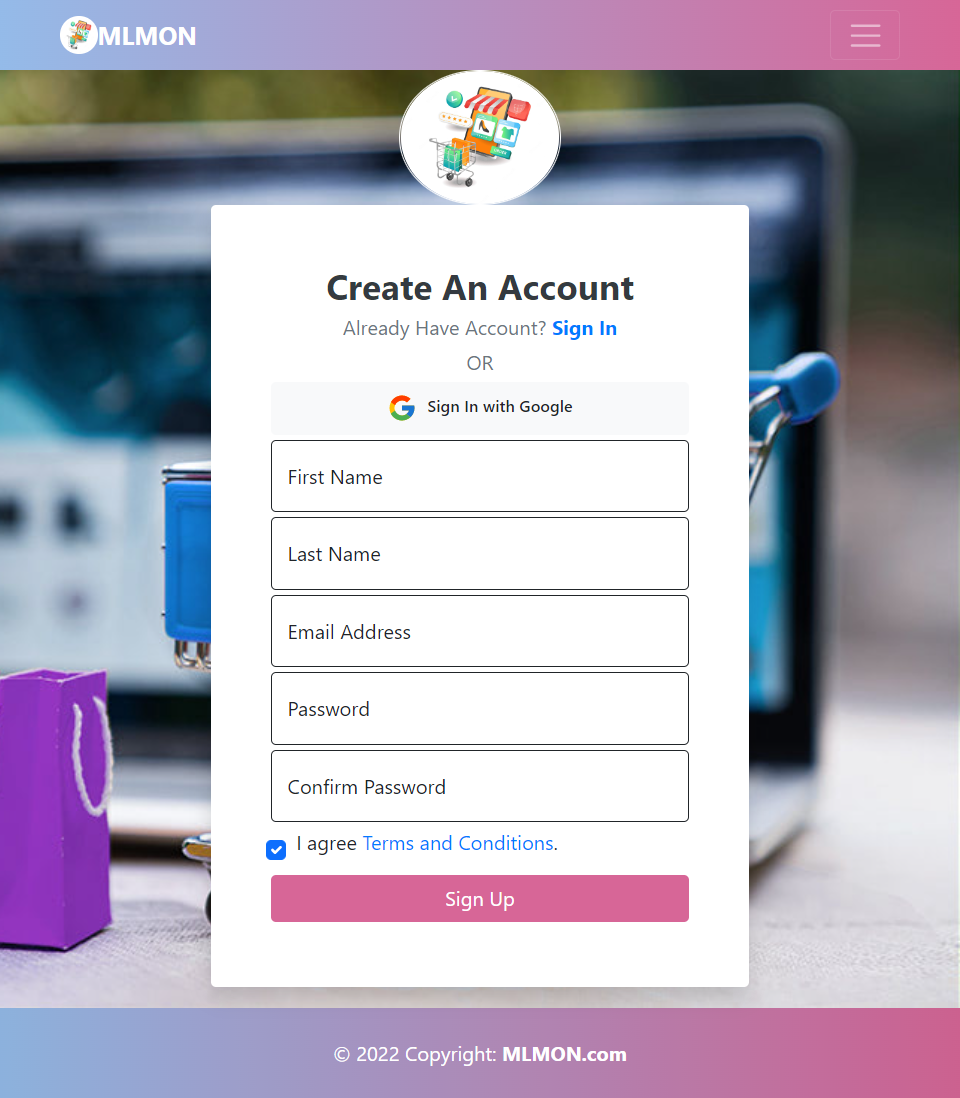 MLMON
Create An Account
Already Have Account? Sign In
OR
Sign In with Google
First Name
Last Name
Email Address
Password
Confirm Password
I agree Terms and Conditions.
Sign Up
© 2022 Copyright: MLMON.com